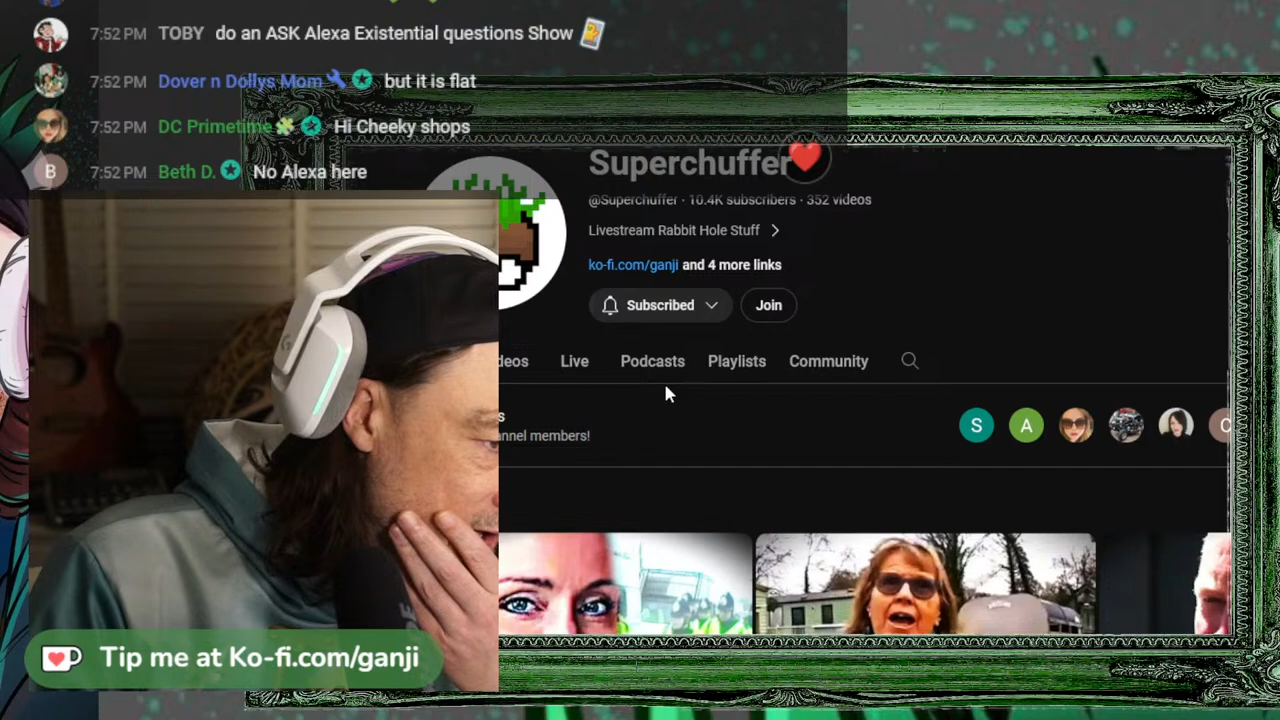 7:52 PM TOBY do an ASK Alexa Existential questions Show
7:52 PM Dover n Dollys Mom but it is flat
7:52 PM DC Primetime Hi Cheeky shops
B 7:52 PM Beth D. No Alexa here
Superchuffer
@Superchuffer · 10.4K subscribers · 352 videos
Livestream Rabbit Hole Stuff
ko-fi.com/ganji and 4 more links
Subscribed Join
deos Live Podcasts Playlists Community
s
annel members!
S A C
Tip me at Ko-fi.com/ganji